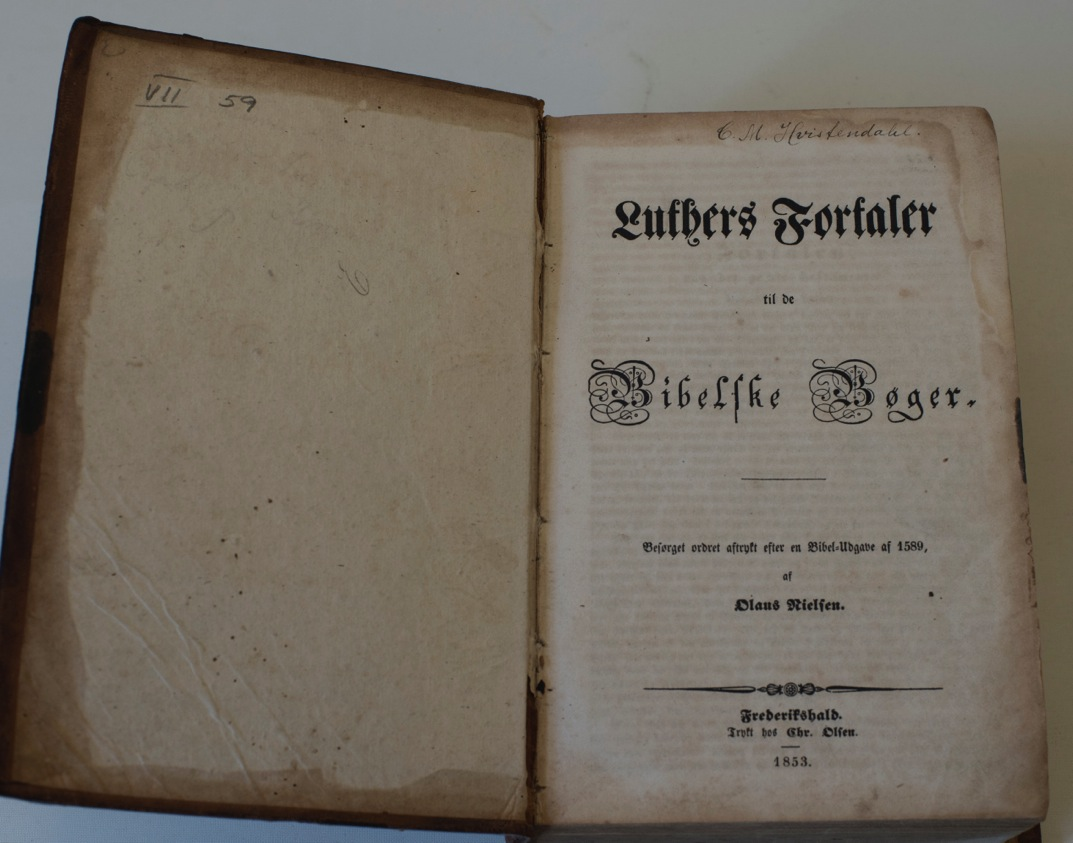 VII 59
C. M. Hvistendahl.
Luthers Fortaler
til de
Bibelske Bøger.
Besørget ordret aftrykt efter en Bibel-Udgave af 1589,
af
Olaus Nielsen.
Frederikshald.
Trykt hos Chr. Olsen.
1853.